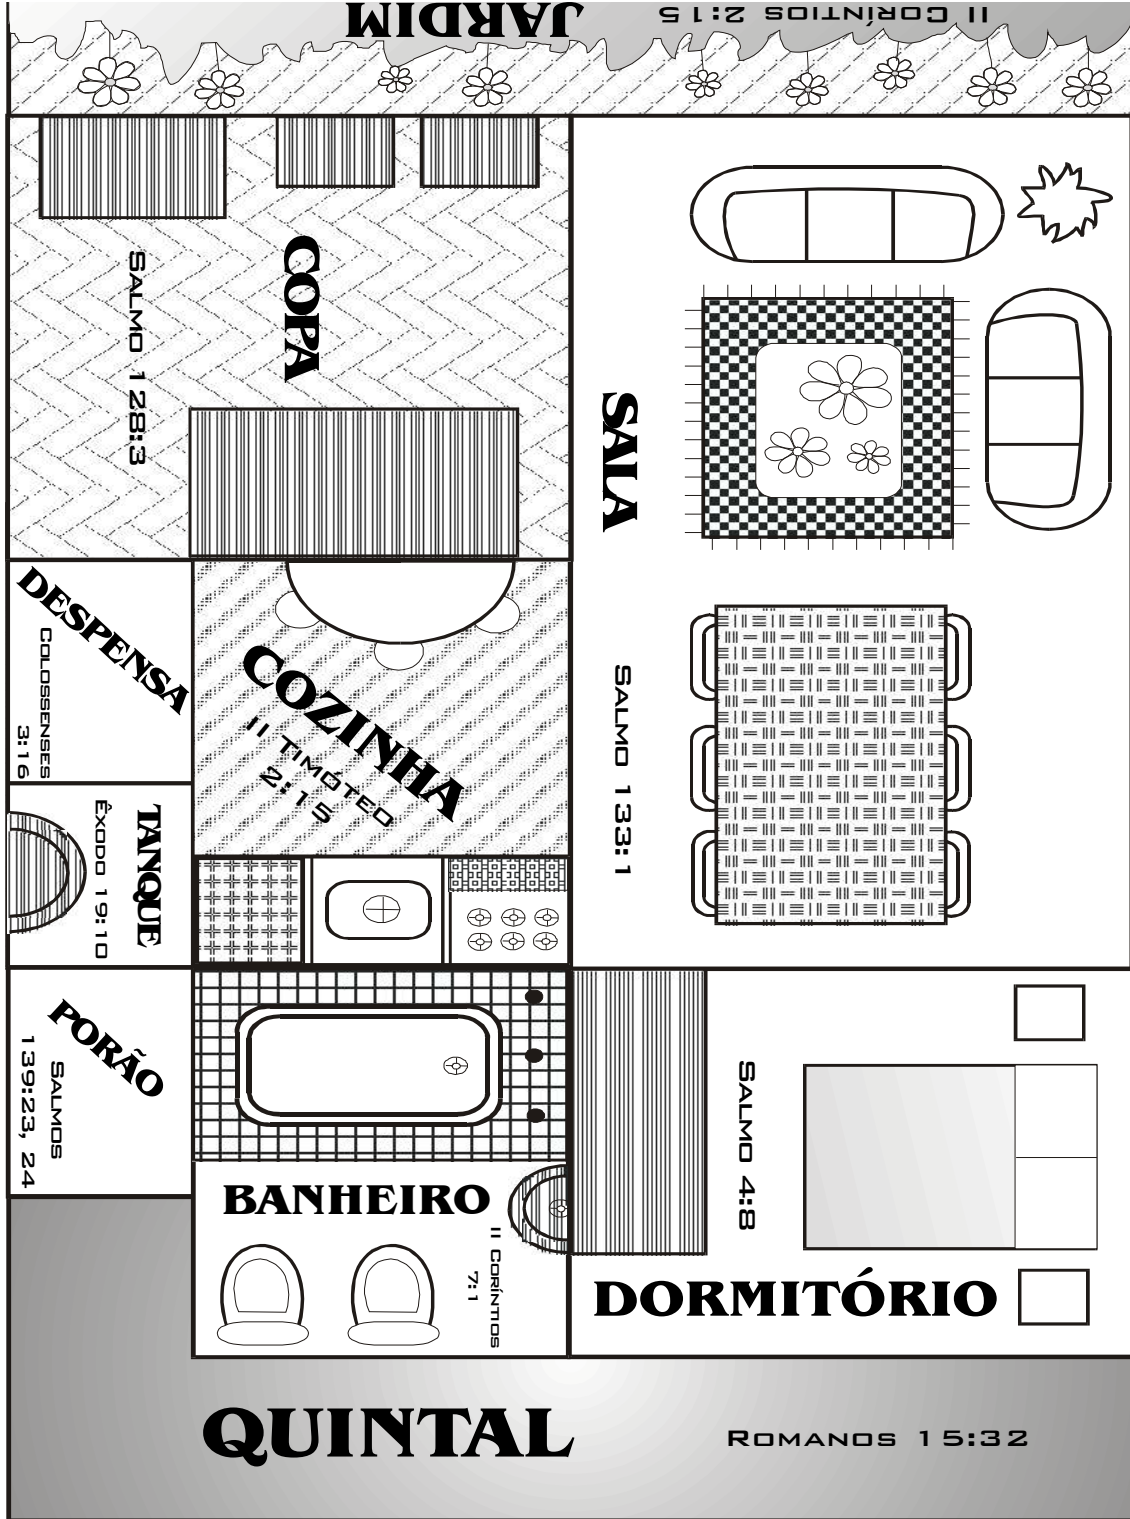 JARDIM
II Coríntios 2:15
COPA
Salmo 128:3
SALA
Salmo 133:1
DESPENSA
Colossenses
3:16
COZINHA
II Timóteo
2:15
TANQUE
Êxodo 19:10
PORÃO
Salmos
139:23, 24
BANHEIRO
II Coríntios
7:1
Salmo 4:8
DORMITÓRIO
QUINTAL
Romanos 15:32